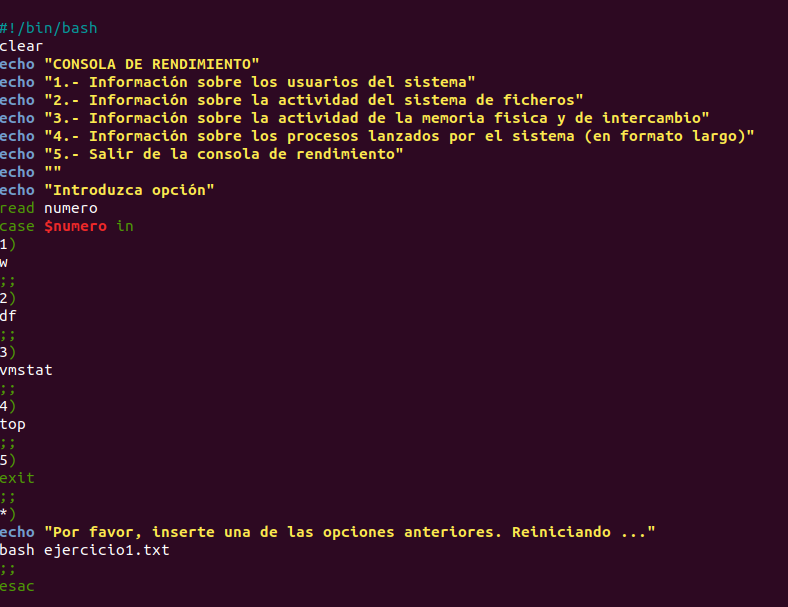 #!/bin/bash
clear
echo "CONSOLA DE RENDIMIENTO"
echo "1.- Información sobre los usuarios del sistema"
echo "2.- Información sobre la actividad del sistema de ficheros"
echo "3.- Información sobre la actividad de la memoria fisica y de intercambio"
echo "4.- Información sobre los procesos lanzados por el sistema (en formato largo)"
echo "5.- Salir de la consola de rendimiento"
echo ""
echo "Introduzca opción"
read numero
case $numero in
1)
w
;;
2)
df
;;
3)
vmstat
;;
4)
top
;;
5)
exit
;;
*)
echo "Por favor, inserte una de las opciones anteriores. Reiniciando ..."
bash ejercicio1.txt
;;
esac